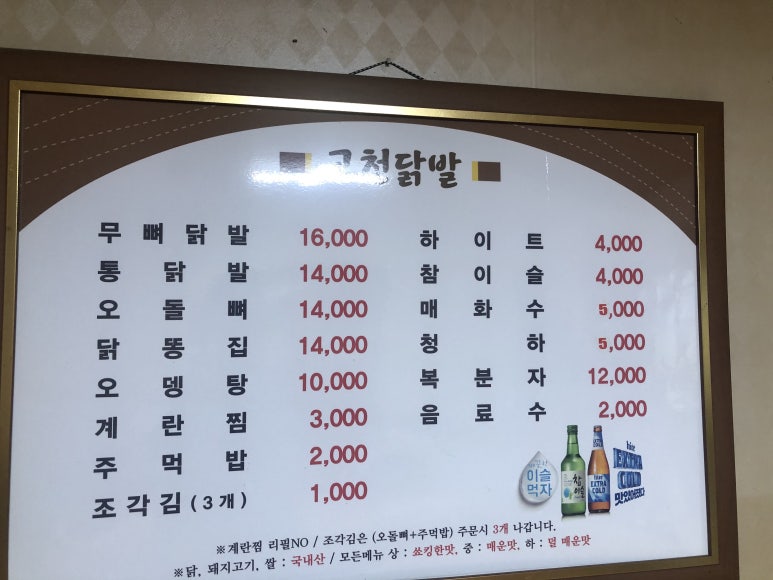 고천닭발
무뼈닭발 16,000
통닭발 14,000
오돌뼈 14,000
닭똥집 14,000
오뎅탕 10,000
계란찜 3,000
주먹밥 2,000
조각김(3개) 1,000
하이트 4,000
참이슬 4,000
매화수 5,000
청하 5,000
복분자 12,000
음료수 2,000
이슬
먹자
참이슬
hite
EXTRA
COLD
hite
EXTRA
COLD
※계란찜 리필NO / 조각김은 (오돌뼈+주먹밥) 주문시 3개 나갑니다.
※닭, 돼지고기, 쌀 : 국내산 / 모든메뉴 상 : 쑈킹한맛, 중 : 매운맛, 하 : 덜 매운맛